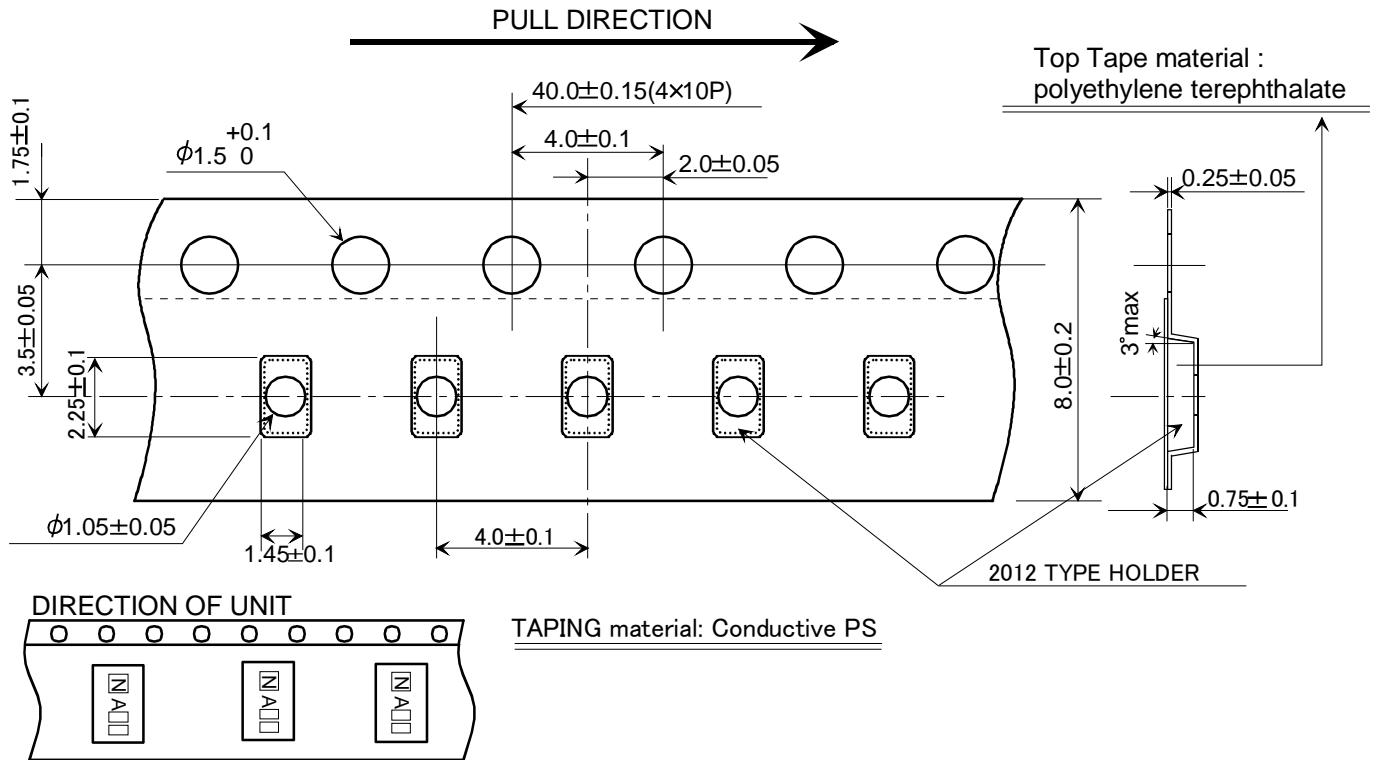 PULL DIRECTION
Top Tape material :
polyethylene terephthalate
40.0±0.15(4×10P)
1.75±0.1
+0.1
ϕ1.5 0
4.0±0.1
2.0±0.05
0.25±0.05
3.5±0.05
2.25±0.1
8.0±0.2
3°max
0.75±0.1
ϕ1.05±0.05
1.45±0.1
4.0±0.1
2012 TYPE HOLDER
DIRECTION OF UNIT
TAPING material: Conductive PS
N A
N A
N A